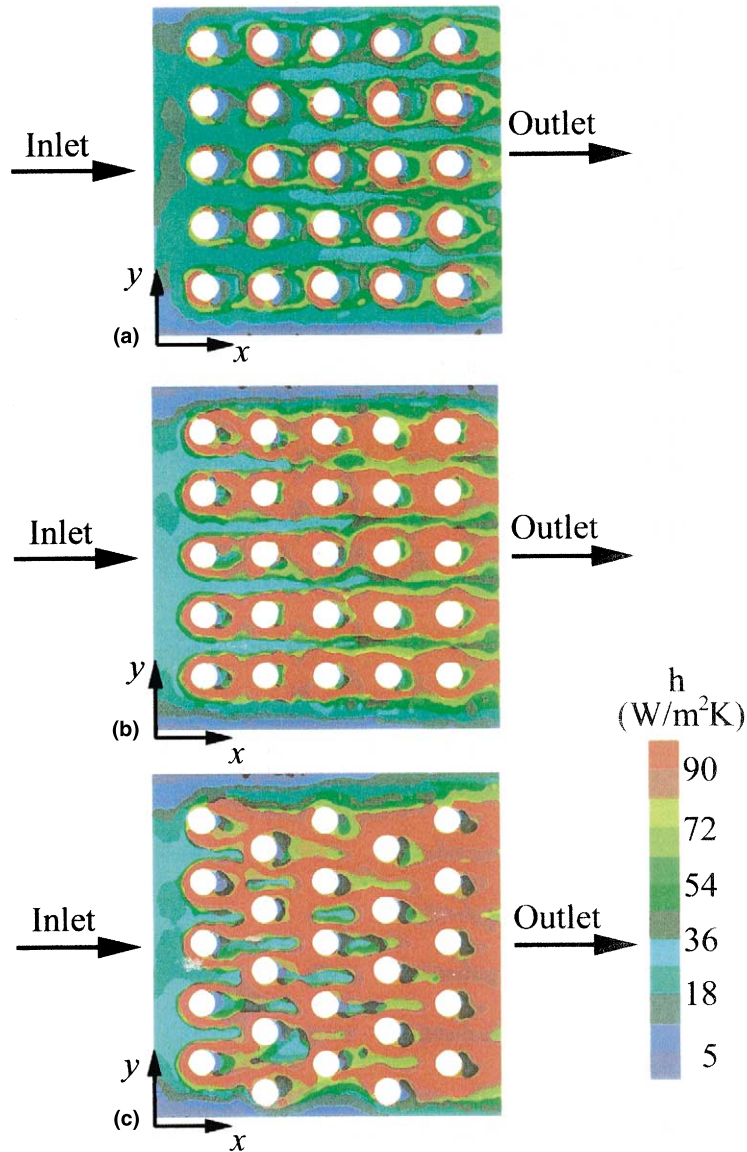 Inlet
Outlet
y
(a)
x
Inlet
Outlet
y
(b)
x
h
(W/m²K)
90
72
54
36
18
5
Inlet
Outlet
y
(c)
x